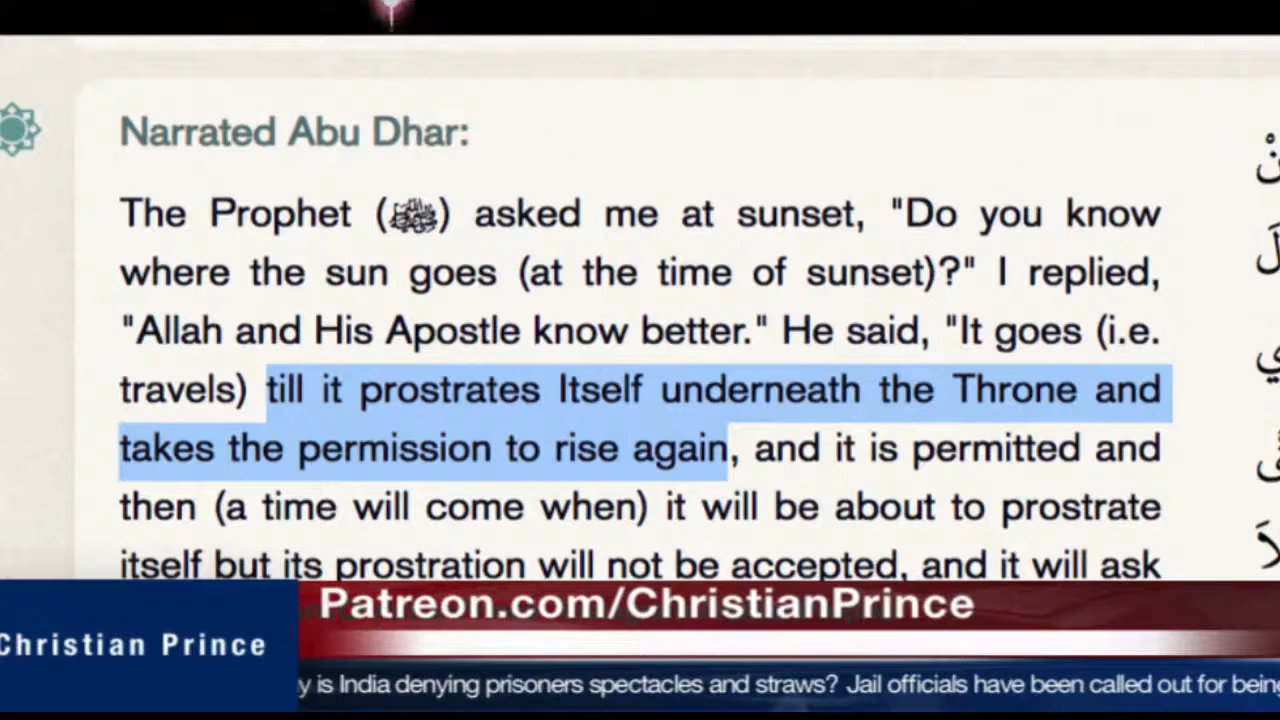 Narrated Abu Dhar:
The Prophet (ﷺ) asked me at sunset, "Do you know
where the sun goes (at the time of sunset)?" I replied,
"Allah and His Apostle know better." He said, "It goes (i.e.
travels) till it prostrates Itself underneath the Throne and
takes the permission to rise again, and it is permitted and
then (a time will come when) it will be about to prostrate
itself but its prostration will not be accepted, and it will ask
Patreon.com/ChristianPrince
Christian Prince
y is India denying prisoners spectacles and straws? Jail officials have been called out for being